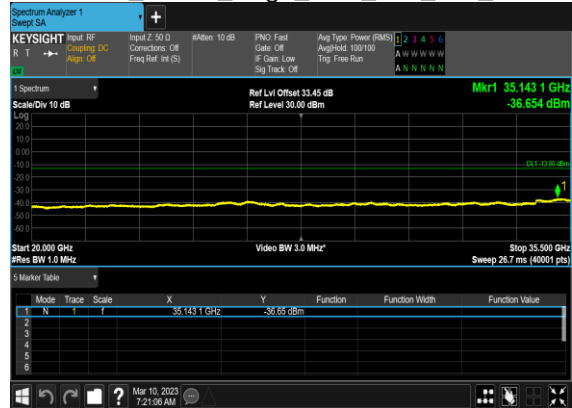 Spectrum Analyzer 1
Swept SA
+
KEYSIGHT Input: RF Input Z: 50 Ω #Atten: 10 dB PNO: Fast Avg Type: Power (RMS) 1 2 3 4 5 6
R T Coupling: DC Corrections: Off Gate: Off Avg|Hold: 100/100 A W W W W W
Align: Off Freq Ref: Int (S) IF Gain: Low Trig: Free Run
Sig Track: Off A N N N N N
1 Spectrum Ref Lvl Offset 33.45 dB Mkr1 35.143 1 GHz
Scale/Div 10 dB Ref Level 30.00 dBm -36.654 dBm
Log
20.0
10.0
0.00
-10.0
DL1 -13.00 dBm
-20.0
-30.0
1
-40.0
-50.0
-60.0
Start 20.000 GHz Video BW 3.0 MHz* Stop 35.500 GHz
#Res BW 1.0 MHz Sweep 26.7 ms (40001 pts)
5 Marker Table
Mode Trace Scale X Y Function Function Width Function Value
1 N 1 f 35.143 1 GHz -36.65 dBm
2
3
4
5
6
? Mar 10, 2023
7:21:06 AM